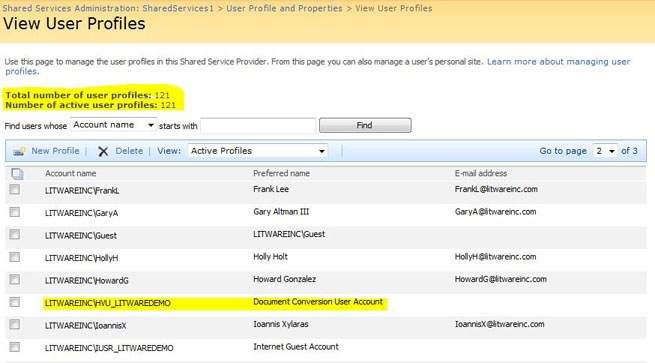 Shared Services Administration: SharedServices1 > User Profile and Properties > View User Profiles
View User Profiles
Use this page to manage the user profiles in this Shared Service Provider. From this page you can also manage a user's personal site. Learn more about managing user
profiles.
Total number of user profiles: 121
Number of active user profiles: 121
Find users whose Account name starts with Find
New Profile Delete View: Active Profiles Go to page 2 of 3
Account name Preferred name E-mail address
LITWAREINC\FrankL Frank Lee FrankL@litwareinc.com
LITWAREINC\GaryA Gary Altman III GaryA@litwareinc.com
LITWAREINC\Guest LITWAREINC\Guest
LITWAREINC\HollyH Holly Holt HollyH@litwareinc.com
LITWAREINC\HowardG Howard Gonzalez HowardG@litwareinc.com
LITWAREINC\HVU_LITWAREDEMO Document Conversion User Account
LITWAREINC\IoannisX Ioannis Xylaras IoannisX@litwareinc.com
LITWAREINC\IUSR_LITWAREDEMO Internet Guest Account